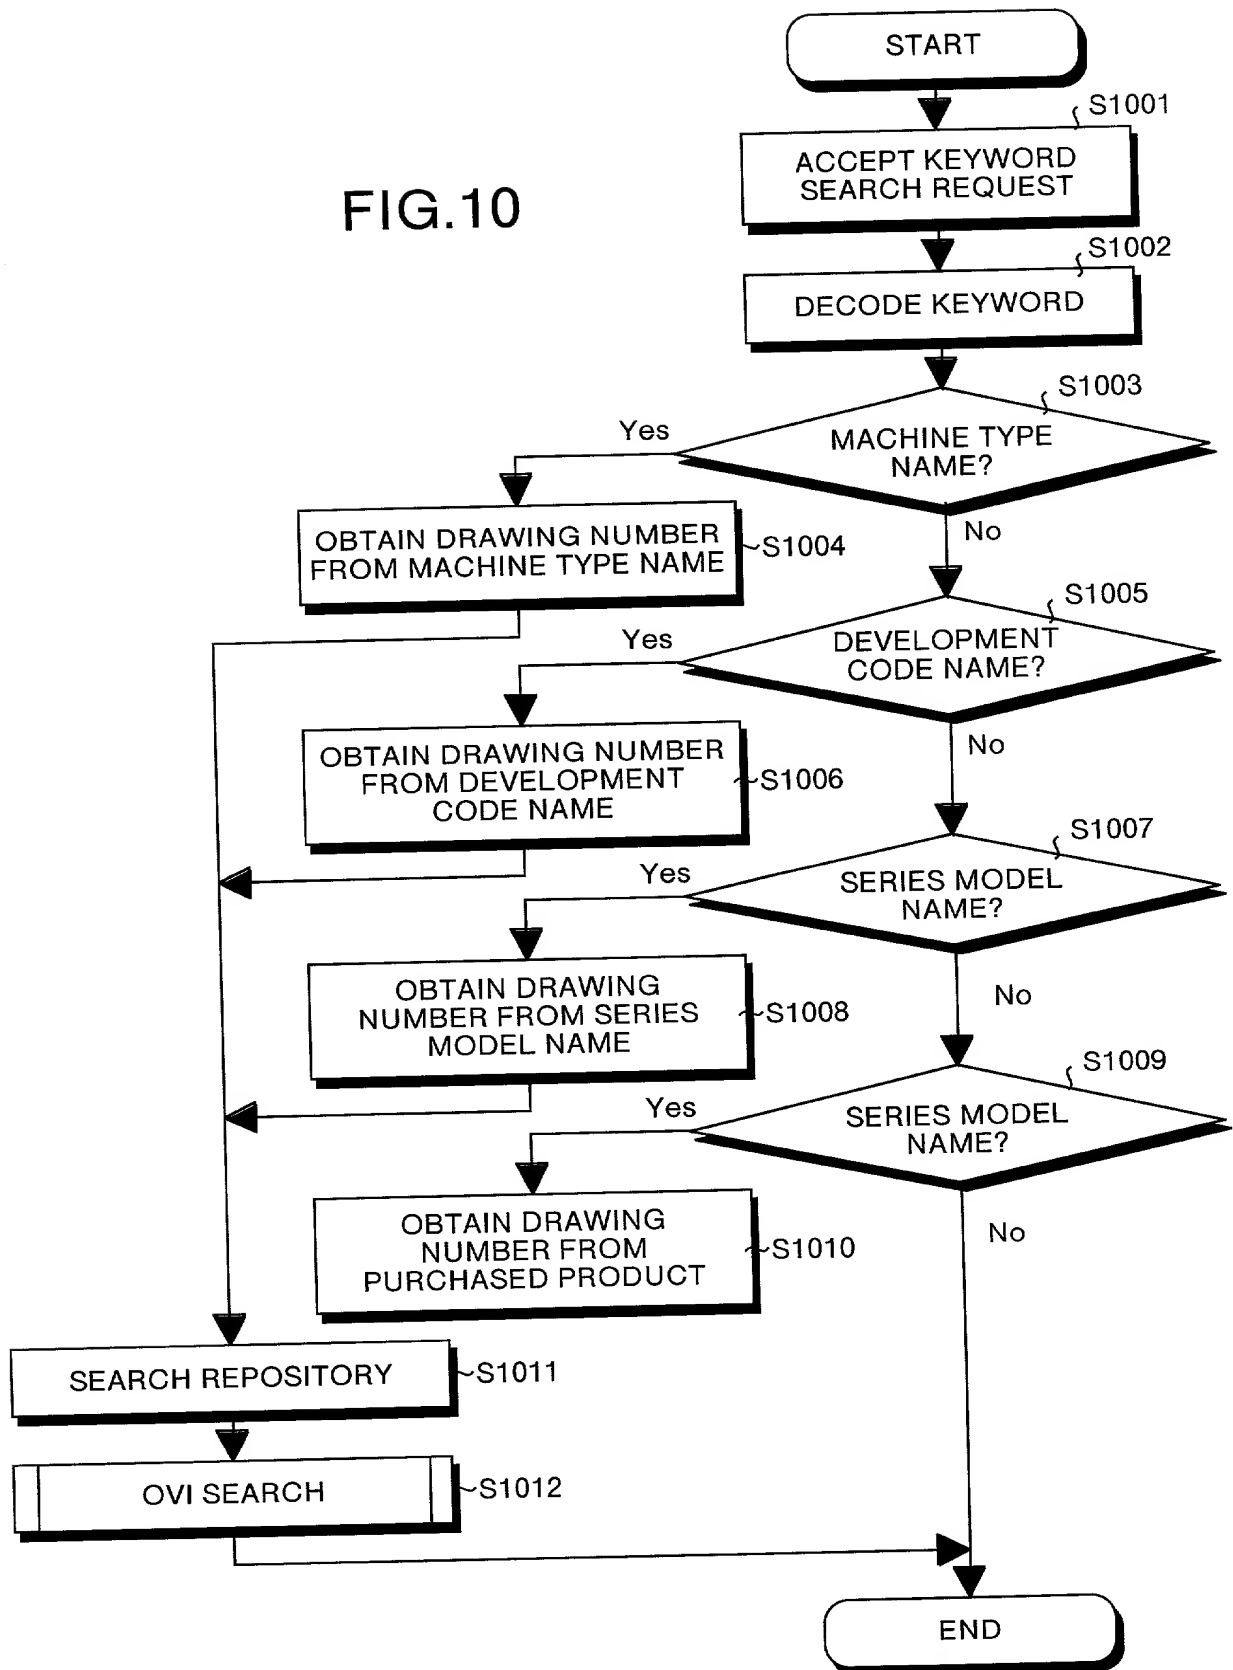 START
S1001
ACCEPT KEYWORD
SEARCH REQUEST
FIG.10
S1002
DECODE KEYWORD
S1003
Yes
MACHINE TYPE
NAME?
No
OBTAIN DRAWING NUMBER
FROM MACHINE TYPE NAME
S1004
S1005
Yes
DEVELOPMENT
CODE NAME?
No
OBTAIN DRAWING NUMBER
FROM DEVELOPMENT
CODE NAME
S1006
S1007
Yes
SERIES MODEL
NAME?
No
OBTAIN DRAWING
NUMBER FROM SERIES
MODEL NAME
S1008
S1009
Yes
SERIES MODEL
NAME?
No
OBTAIN DRAWING
NUMBER FROM
PURCHASED PRODUCT
S1010
SEARCH REPOSITORY
S1011
OVI SEARCH
S1012
END